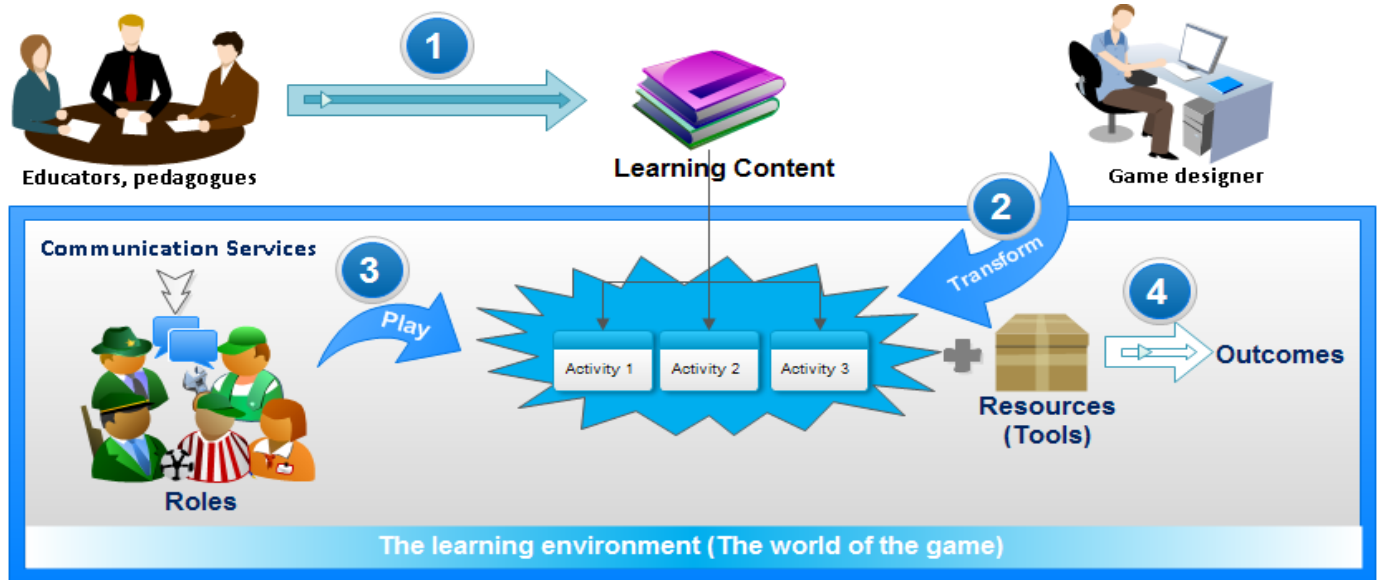 1
Educators, pedagogues
Learning Content
Game designer
2
Transform
Communication Services
3
Play
4
Activity 1
Activity 2
Activity 3
Outcomes
Resources
(Tools)
Roles
The learning environment (The world of the game)